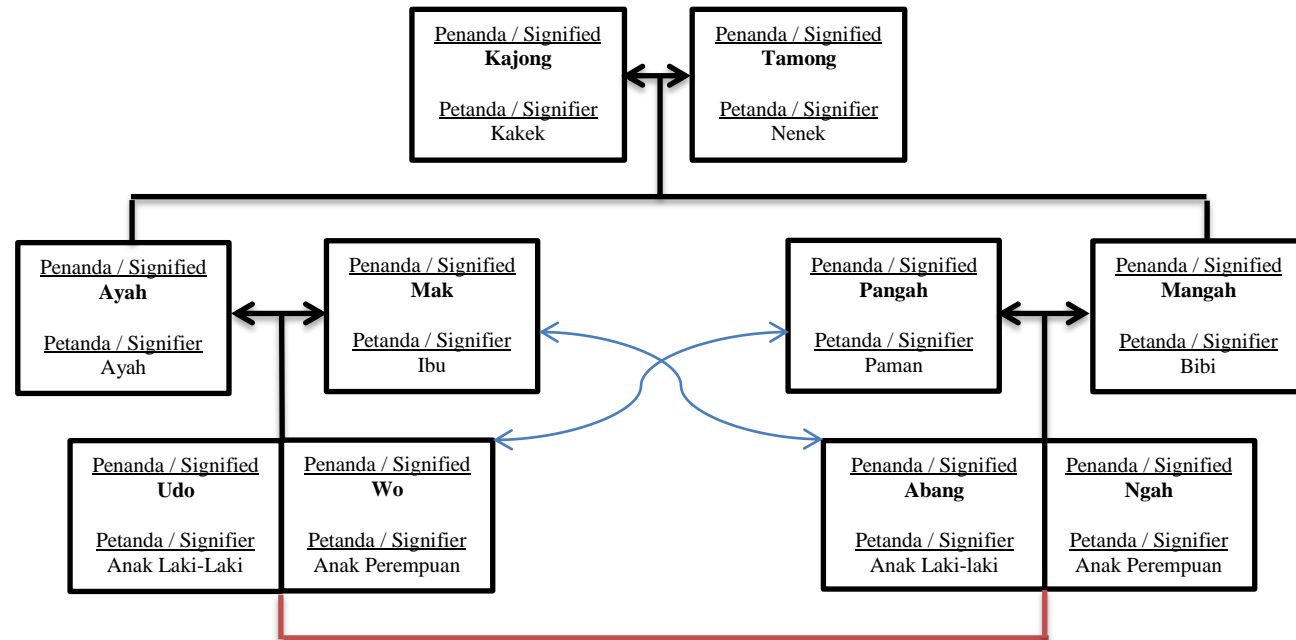 Penanda / Signified
Kajong
Petanda / Signifier
Kakek
Penanda / Signified
Tamong
Petanda / Signifier
Nenek
Penanda / Signified
Ayah
Petanda / Signifier
Ayah
Penanda / Signified
Mak
Petanda / Signifier
Ibu
Penanda / Signified
Pangah
Petanda / Signifier
Paman
Penanda / Signified
Mangah
Petanda / Signifier
Bibi
Penanda / Signified
Udo
Petanda / Signifier
Anak Laki-Laki
Penanda / Signified
Wo
Petanda / Signifier
Anak Perempuan
Penanda / Signified
Abang
Petanda / Signifier
Anak Laki-laki
Penanda / Signified
Ngah
Petanda / Signifier
Anak Perempuan